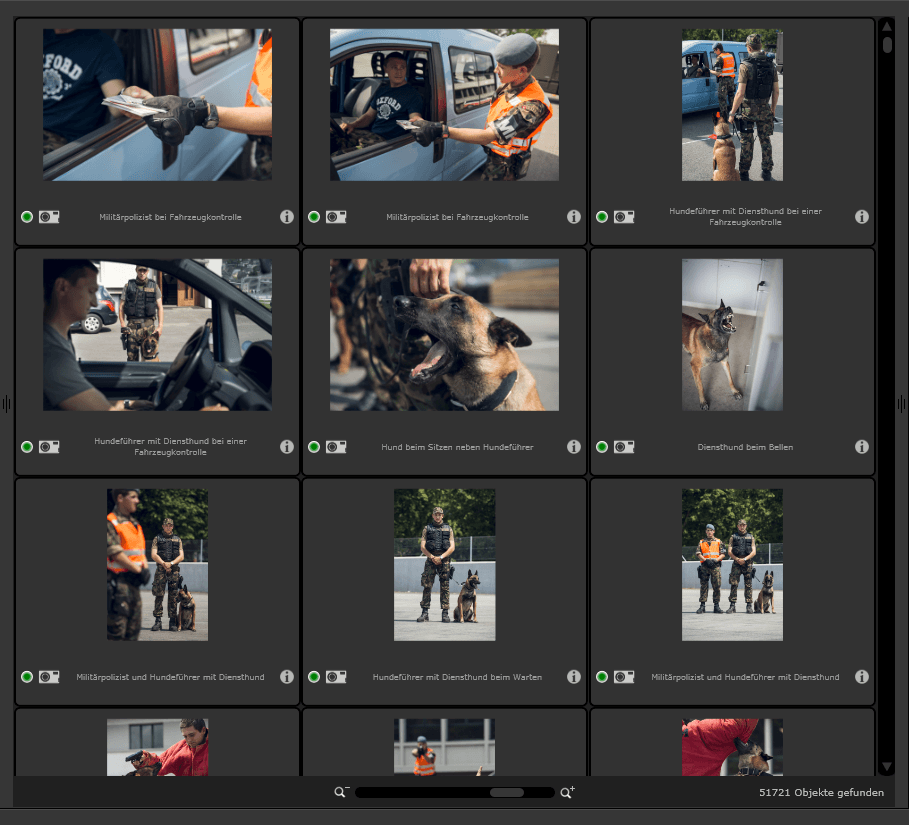 OXFORD
Militärpolizist bei Fahrzeugkontrolle
OXFORD
M
Militärpolizist bei Fahrzeugkontrolle
Hundeführer mit Diensthund bei einer
Fahrzeugkontrolle
Hundeführer mit Diensthund bei einer
Fahrzeugkontrolle
Hund beim Sitzen neben Hundeführer
Diensthund beim Bellen
Militärpolizist und Hundeführer mit Diensthund
Hundeführer mit Diensthund beim Warten
Militärpolizist und Hundeführer mit Diensthund
51721 Objekte gefunden